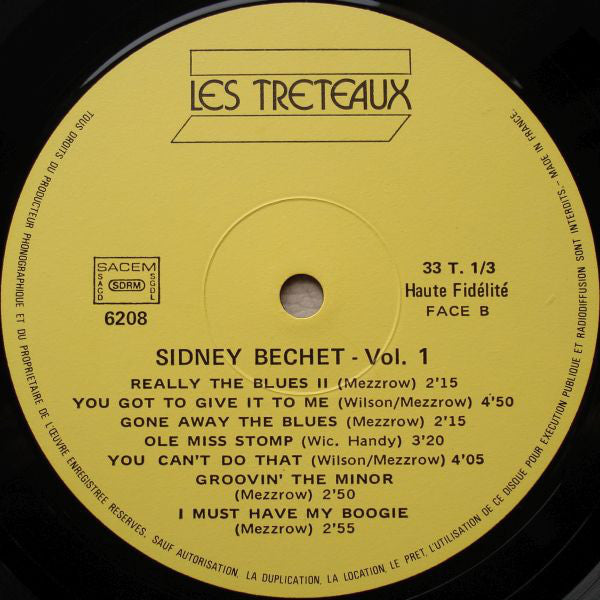 LES TRETEAUX
SACEM
SACD
SDRM
SGDL
6208
33 T. 1/3
Haute Fidélité
FACE B
SIDNEY BECHET - Vol. 1
REALLY THE BLUES II (Mezzrow) 2'15
YOU GOT TO GIVE IT TO ME (Wilson/Mezzrow) 4'50
GONE AWAY THE BLUES (Mezzrow) 2'15
OLE MISS STOMP (Wic. Handy) 3'20
YOU CAN'T DO THAT (Wilson/Mezzrow) 4'05
GROOVIN' THE MINOR
(Mezzrow) 2'50
I MUST HAVE MY BOOGIE
(Mezzrow) 2'55
TOUS DROITS DU PRODUCTEUR PHONOGRAPHIQUE ET DU PROPRIETAIRE DE L'ŒUVRE ENREGISTREE RESERVES. SAUF AUTORISATION, LA DUPLICATION, LA LOCATION, LE PRET, L'UTILISATION DE CE DISQUE POUR EXECUTION PUBLIQUE ET RADIODIFFUSION SONT INTERDITS. - MADE IN FRANCE.